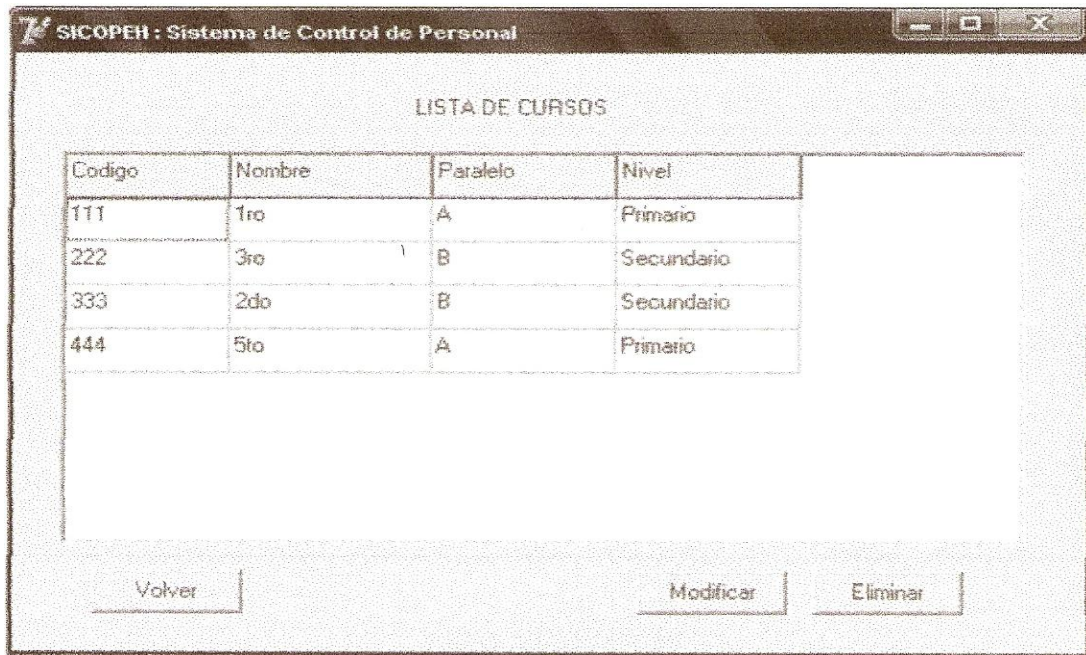 SICOPEH : Sistema de Control de Personal
LISTA DE CURSOS
Codigo Nombre Paralelo Nivel
111 1ro A Primario
222 3ro B Secundario
333 2do B Secundario
444 5to A Primario
Volver Modificar Eliminar